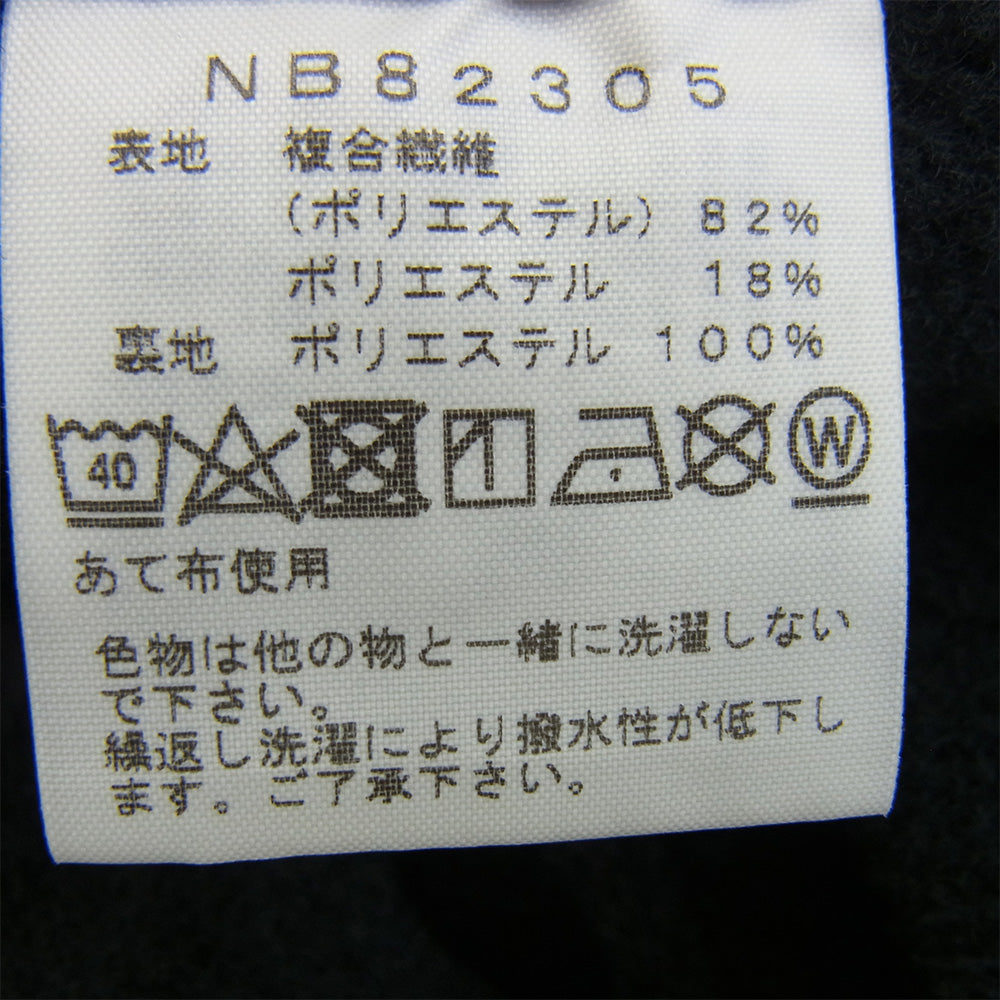 NB82305
表地 複合繊維
(ポリエステル) 82%
ポリエステル 18%
裏地 ポリエステル 100%
40 W
あて布使用
色物は他の物と一緒に洗濯しない
で下さい。
繰返し洗濯により撥水性が低下し
ます。ご了承下さい。